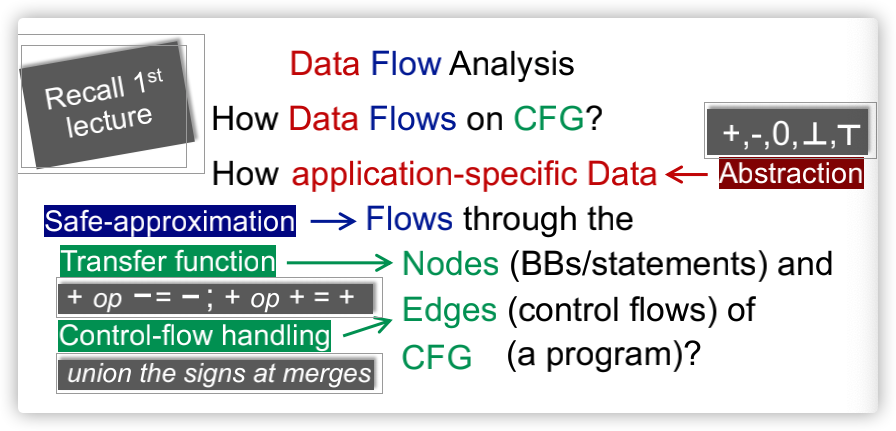 Recall 1st
lecture
Data Flow Analysis
How Data Flows on CFG?
+,-,0,⊥,⊤
How application-specific Data
Abstraction
Safe-approximation
Flows through the
Transfer function
Nodes (BBs/statements) and
+ op − = − ; + op + = +
Edges (control flows) of
Control-flow handling
CFG (a program)?
union the signs at merges